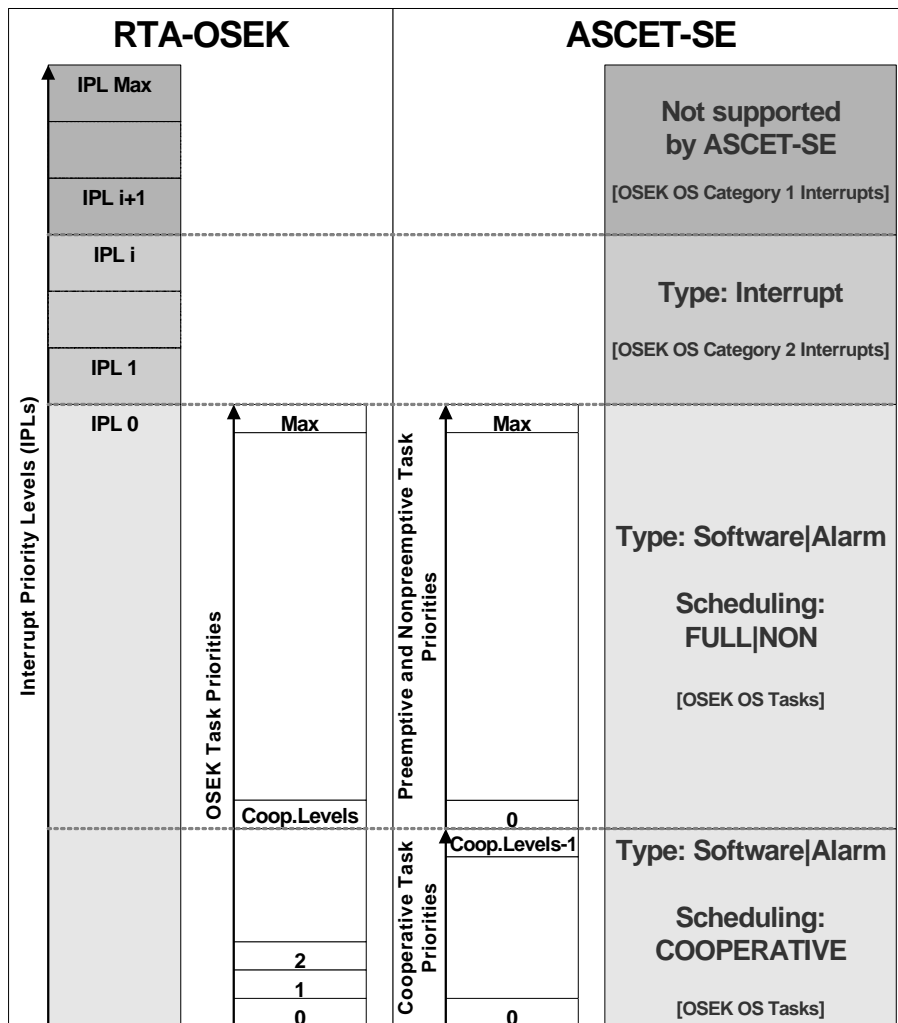 RTA-OSEK
ASCET-SE
Interrupt Priority Levels (IPLs)
IPL Max
IPL i+1
IPL i
IPL 1
IPL 0
OSEK Task Priorities
Max
Coop.Levels
2
1
0
Preemptive and Nonpreemptive Task
Priorities
Max
0
Cooperative Task
Priorities
Coop.Levels-1
0
Not supported
by ASCET-SE
[OSEK OS Category 1 Interrupts]
Type: Interrupt
[OSEK OS Category 2 Interrupts]
Type: Software|Alarm
Scheduling:
FULL|NON
[OSEK OS Tasks]
Type: Software|Alarm
Scheduling:
COOPERATIVE
[OSEK OS Tasks]